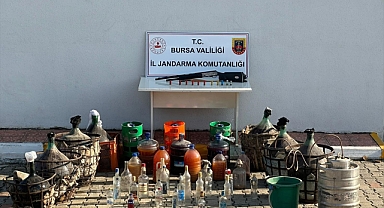 T.C.
BURSA VALİLİĞİ
İL JANDARMA KOMUTANLIĞI